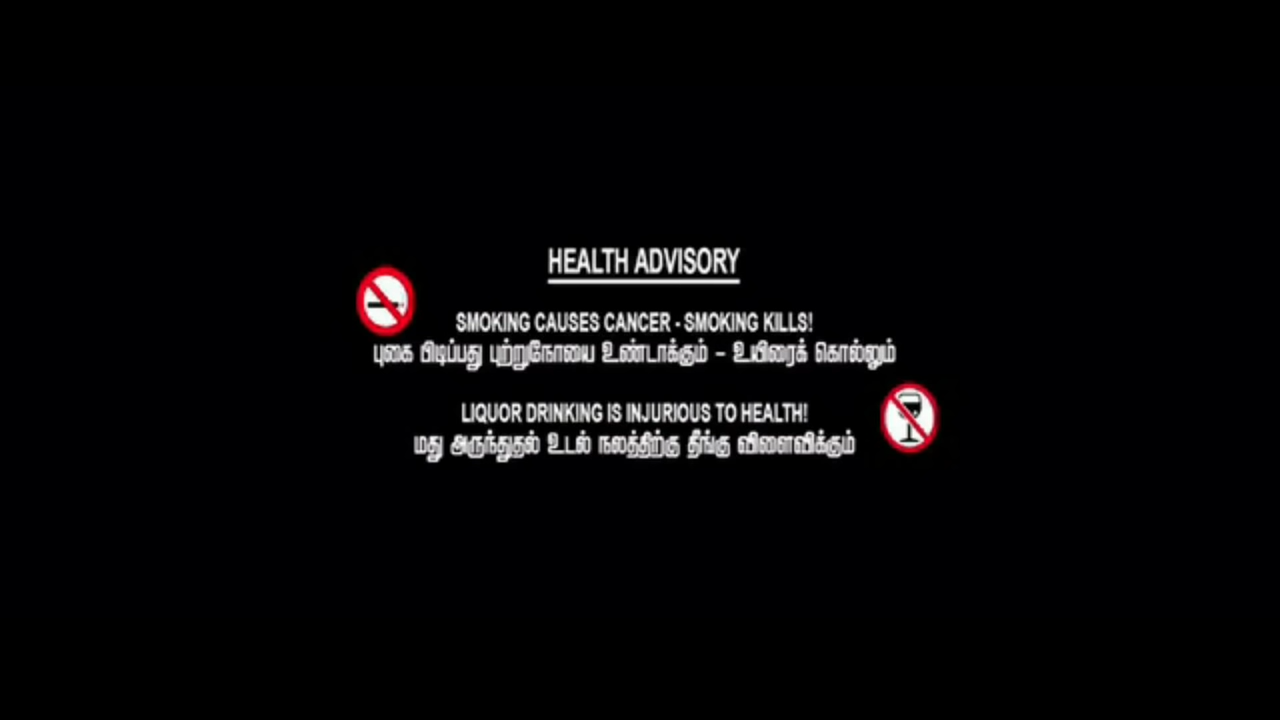 HEALTH ADVISORY
SMOKING CAUSES CANCER - SMOKING KILLS!
புகை பிடிப்பது புற்றுநோயை உண்டாக்கும் – உயிரைக் கொல்லும்
LIQUOR DRINKING IS INJURIOUS TO HEALTH!
மது அருந்துதல் உடல் நலத்திற்கு தீங்கு விளைவிக்கும்